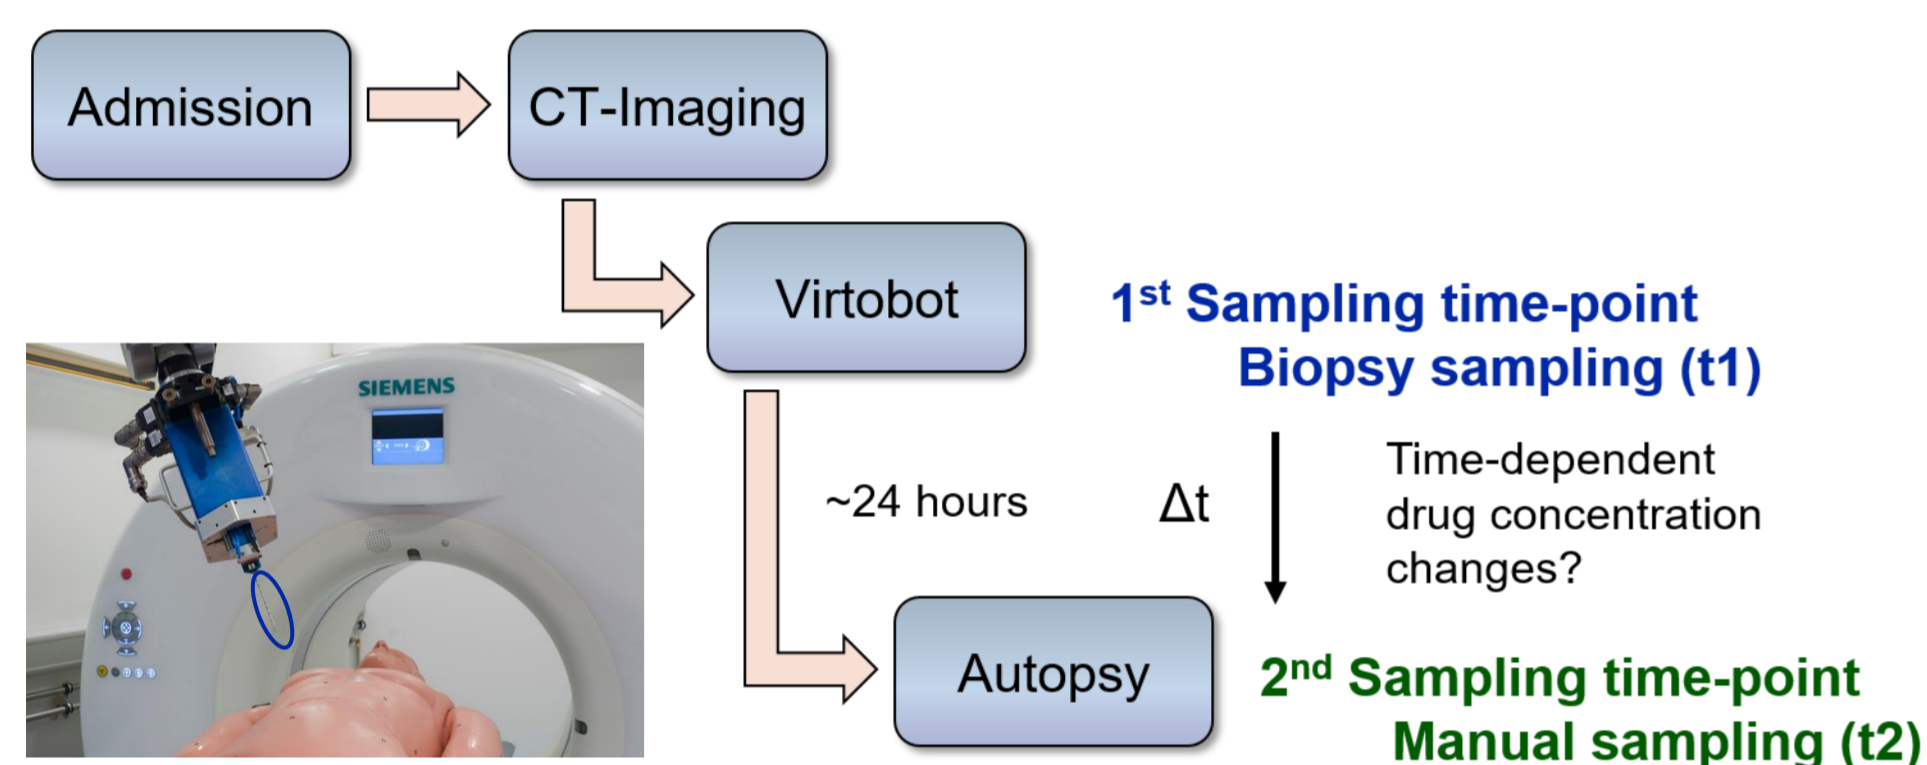 Admission
CT-Imaging
Virtobot
1st Sampling time-point
Biopsy sampling (t1)
SIEMENS
~24 hours
Δt
Time-dependent
drug concentration
changes?
Autopsy
2nd Sampling time-point
Manual sampling (t2)